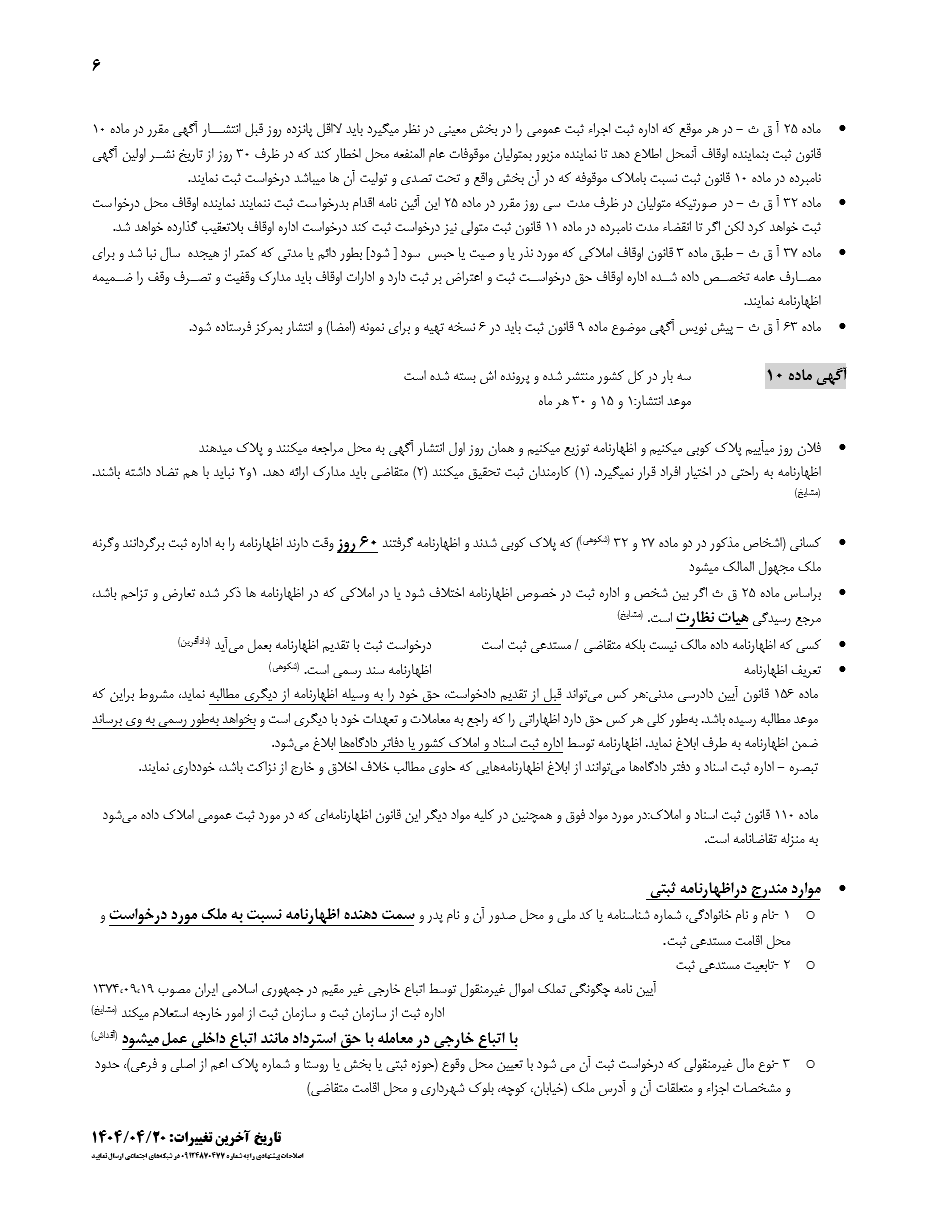 ۶
• ماده ۲۵ آ ق ث – در هر موقع که اداره ثبت اجراء ثبت عمومی را در بخش معینی در نظر میگیرد باید لااقل پانزده روز قبل انتشـــار آگهی مقرر در ماده ۱۰
قانون ثبت بنماینده اوقاف آنمحل اطلاع دهد تا نماینده مزبور بمتولیان موقوفات عام المنفعه محل اخطار کند که در ظرف ۳۰ روز از تاریخ نشــر اولین آگهی
نامبرده در ماده ۱۰ قانون ثبت نسبت باملاک موقوفه که در آن بخش واقع و تحت تصدی و تولیت آن ها میباشد درخواست ثبت نمایند.
• ماده ۳۲ آ ق ث – در صورتیکه متولیان در ظرف مدت سی روز مقرر در ماده ۲۵ این آئین نامه اقدام بدرخواست ثبت ننمایند نماینده اوقاف محل درخواست
ثبت خواهد کرد لکن اگر تا انقضاء مدت نامبرده در ماده ۱۱ قانون ثبت متولی نیز درخواست ثبت کند درخواست اداره اوقاف بلاتعقیب گذارده خواهد شد.
• ماده ۳۷ آ ق ث – طبق ماده ۳ قانون اوقاف املاکی که مورد نذر یا و صیت یا حبس سود [ شود] بطور دائم یا مدتی که کمتر از هیجده سال نبا شد و برای
مصــارف عامه تخصــص داده شــده اداره اوقاف حق درخواســت ثبت و اعتراض بر ثبت دارد و ادارات اوقاف باید مدارک وقفیت و تصــرف وقف را ضــمیمه
اظهارنامه نمایند.
• ماده ۶۳ آ ق ث – پیش نویس آگهی موضوع ماده ۹ قانون ثبت باید در ۶ نسخه تهیه و برای نمونه (امضا) و انتشار بمرکز فرستاده شود.
آگهی ماده ۱۰ سه بار در کل کشور منتشر شده و پرونده اش بسته شده است
موعد انتشار:۱ و ۱۵ و ۳۰ هر ماه
• فلان روز میآییم پلاک کوبی میکنیم و اظهارنامه توزیع میکنیم و همان روز اول انتشار آگهی به محل مراجعه میکنند و پلاک میدهند
اظهارنامه به راحتی در اختیار افراد قرار نمیگیرد. (۱) کارمندان ثبت تحقیق میکنند (۲) متقاضی باید مدارک ارائه دهد. ۱و۲ نباید با هم تضاد داشته باشند.
(مشایخ)
• کسانی (اشخاص مذکور در دو ماده ۲۷ و ۳۲ (شکوهی)) که پلاک کوبی شدند و اظهارنامه گرفتند ۶۰ روز وقت دارند اظهارنامه را به اداره ثبت برگردانند وگرنه
ملک مجهول المالک میشود
• براساس ماده ۲۵ ق ث اگر بین شخص و اداره ثبت در خصوص اظهارنامه اختلاف شود یا در املاکی که در اظهارنامه ها ذکر شده تعارض و تزاحم باشد،
مرجع رسیدگی هیات نظارت است. (مشایخ)
• کسی که اظهارنامه داده مالک نیست بلکه متقاضی / مستدعی ثبت است درخواست ثبت با تقدیم اظهارنامه بعمل می‌آید (دادآفرین)
• تعریف اظهارنامه اظهارنامه سند رسمی است. (شکوهی)
ماده ۱۵۶ قانون آیین دادرسی مدنی:هر کس می‌تواند قبل از تقدیم دادخواست، حق خود را به وسیله اظهارنامه از دیگری مطالبه نماید، مشروط براین که
موعد مطالبه رسیده باشد. به‌طور کلی هر کس حق دارد اظهاراتی را که راجع به معاملات و تعهدات خود با دیگری است و بخواهد به‌طور رسمی به وی برساند
ضمن اظهارنامه به طرف ابلاغ نماید. اظهارنامه توسط اداره ثبت اسناد و املاک کشور یا دفاتر دادگاه‌ها ابلاغ می‌شود.
تبصره – اداره ثبت اسناد و دفتر دادگاه‌ها می‌توانند از ابلاغ اظهارنامه‌هایی که حاوی مطالب خلاف اخلاق و خارج از نزاکت باشد، خودداری نمایند.
ماده ۱۱۰ قانون ثبت اسناد و املاک:در مورد مواد فوق و همچنین در کلیه مواد دیگر این قانون اظهارنامه‌ای که در مورد ثبت عمومی املاک داده می‌شود
به منزله تقاضانامه است.
• موارد مندرج دراظهارنامه ثبتی
○ ۱ -نام و نام خانوادگی، شماره شناسنامه یا کد ملی و محل صدور آن و نام پدر و سمت دهنده اظهارنامه نسبت به ملک مورد درخواست و
محل اقامت مستدعی ثبت.
○ ۲ -تابعیت مستدعی ثبت
آیین نامه چگونگی تملک اموال غیرمنقول توسط اتباع خارجی غیر مقیم در جمهوری اسلامی ایران مصوب ۱۳۷۴،۰۹،۱۹
اداره ثبت از سازمان ثبت و سازمان ثبت از امور خارجه استعلام میکند (مشایخ)
با اتباع خارجی در معامله با حق استرداد مانند اتباع داخلی عمل میشود (آقداش)
○ ۳ -نوع مال غیرمنقولی که درخواست ثبت آن می شود با تعیین محل وقوع (حوزه ثبتی یا بخش یا روستا و شماره پلاک اعم از اصلی و فرعی)، حدود
و مشخصات اجزاء و متعلقات آن و آدرس ملک (خیابان، کوچه، بلوک شهرداری و محل اقامت متقاضی)
تاریخ آخرین تغییرات: ۱۴۰۴/۰۴/۲۰
اصلاحات پیشنهادی را به شماره ۰۹۱۲۴۸۷۰۴۷۷ در شبکه‌های اجتماعی ارسال نمایید